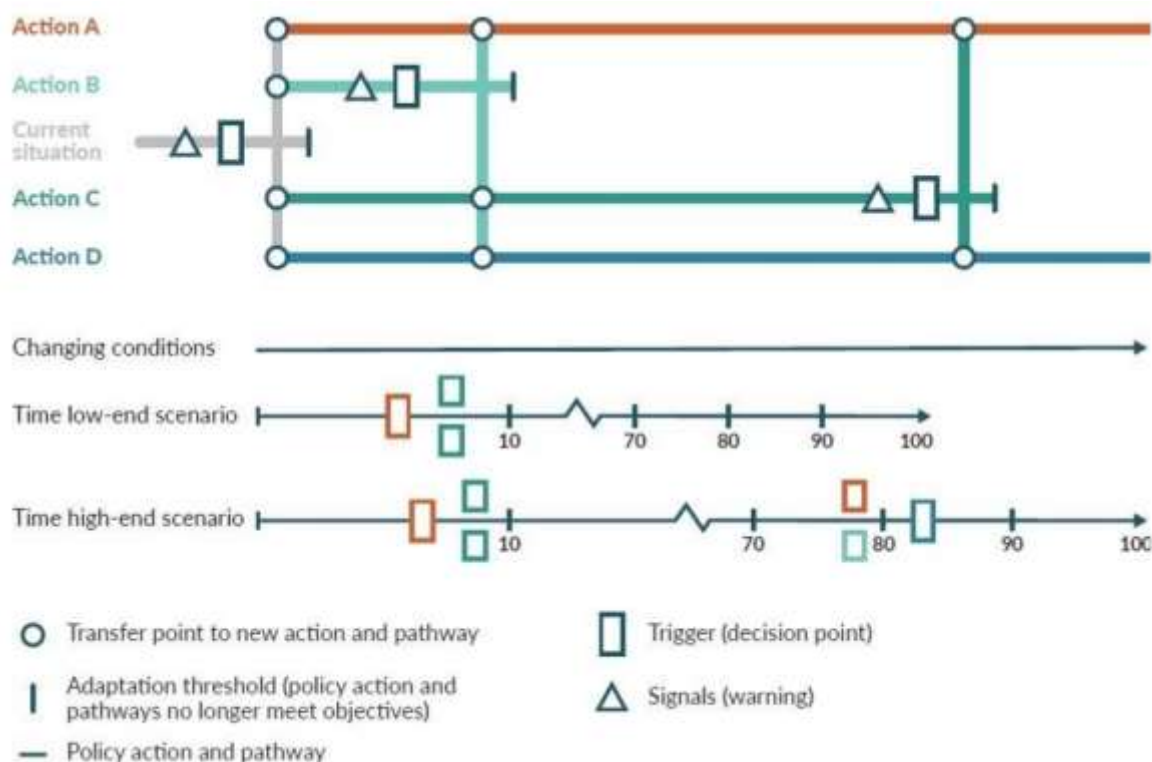 Action A
Action B
Current
situation
Action C
Action D
Changing conditions
Time low-end scenario
10
70
80
90
100
Time high-end scenario
10
70
80
90
100
Transfer point to new action and pathway
Trigger (decision point)
Adaptation threshold (policy action and
pathways no longer meet objectives)
Signals (warning)
Policy action and pathway